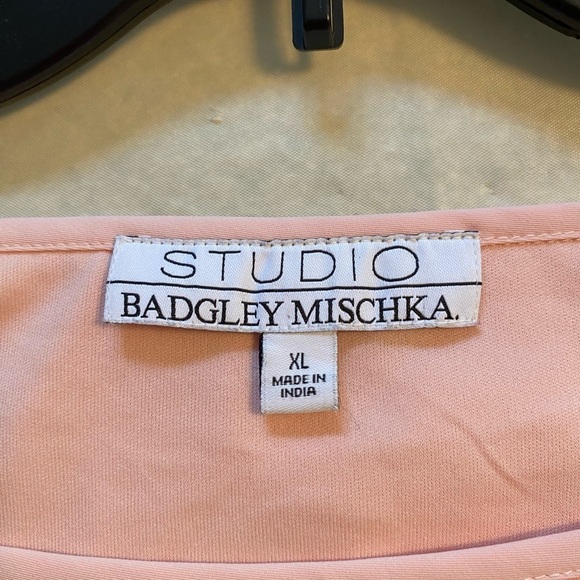 STUDIO
BADGLEY MISCHKA.
XL
MADE IN
INDIA